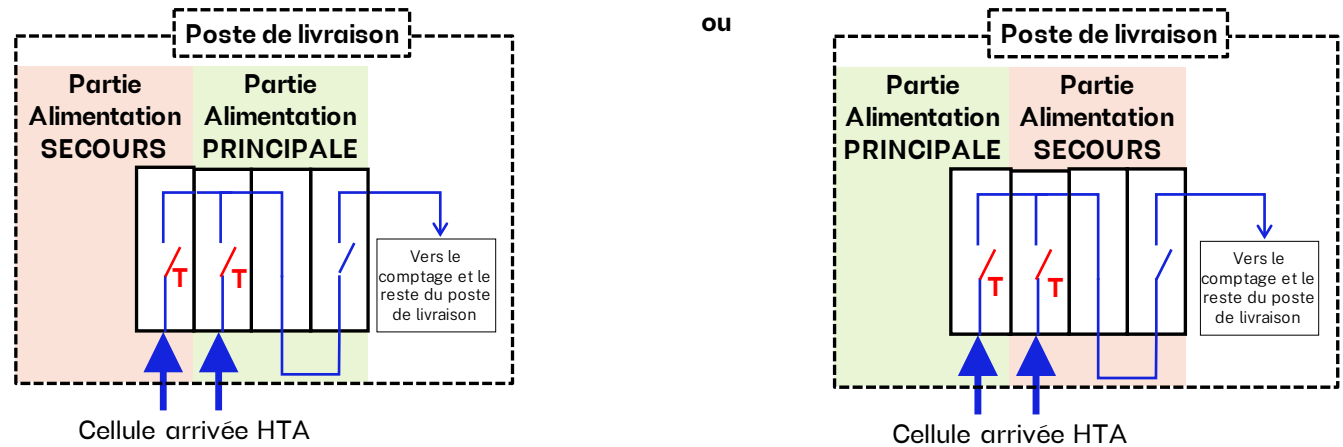 Poste de livraison
Partie
Alimentation
SECOURS
Partie
Alimentation
PRINCIPALE
T
T
Vers le
comptage et le
reste du poste
de livraison
Cellule arrivée HTA
ou
Poste de livraison
Partie
Alimentation
PRINCIPALE
Partie
Alimentation
SECOURS
T
T
Vers le
comptage et le
reste du poste
de livraison
Cellule arrivée HTA